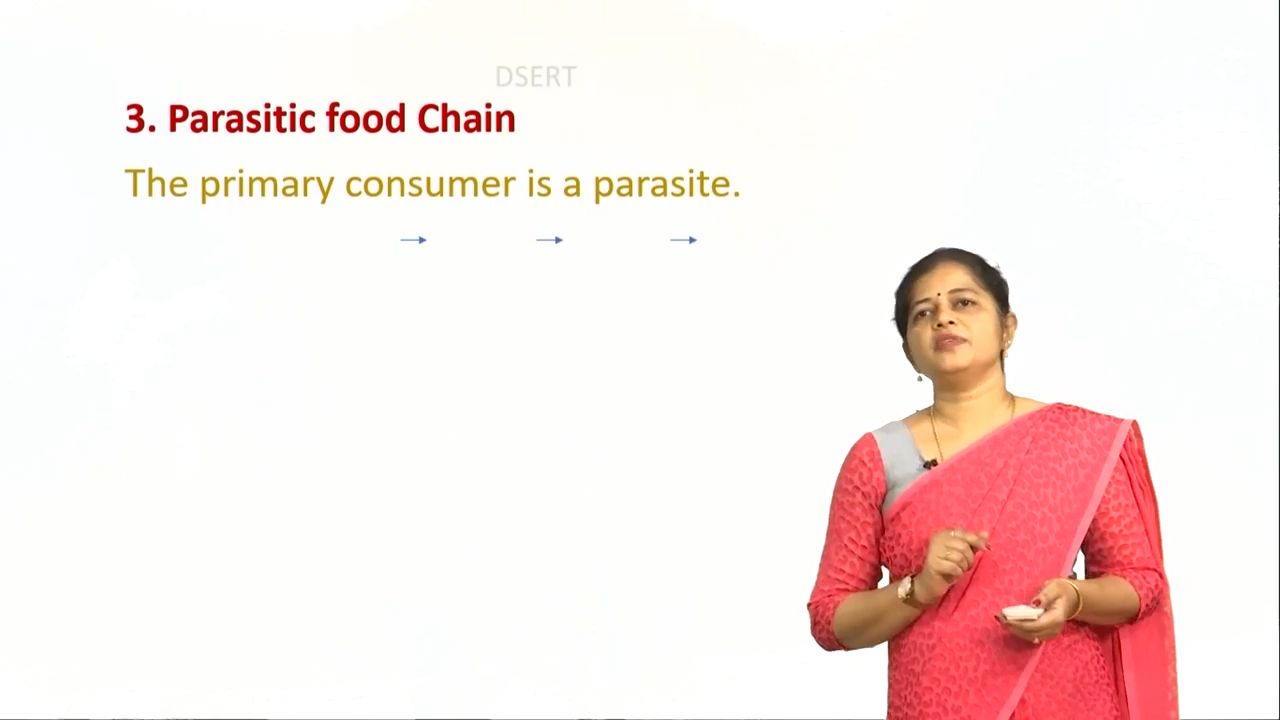 DSERT
3. Parasitic food Chain
The primary consumer is a parasite.